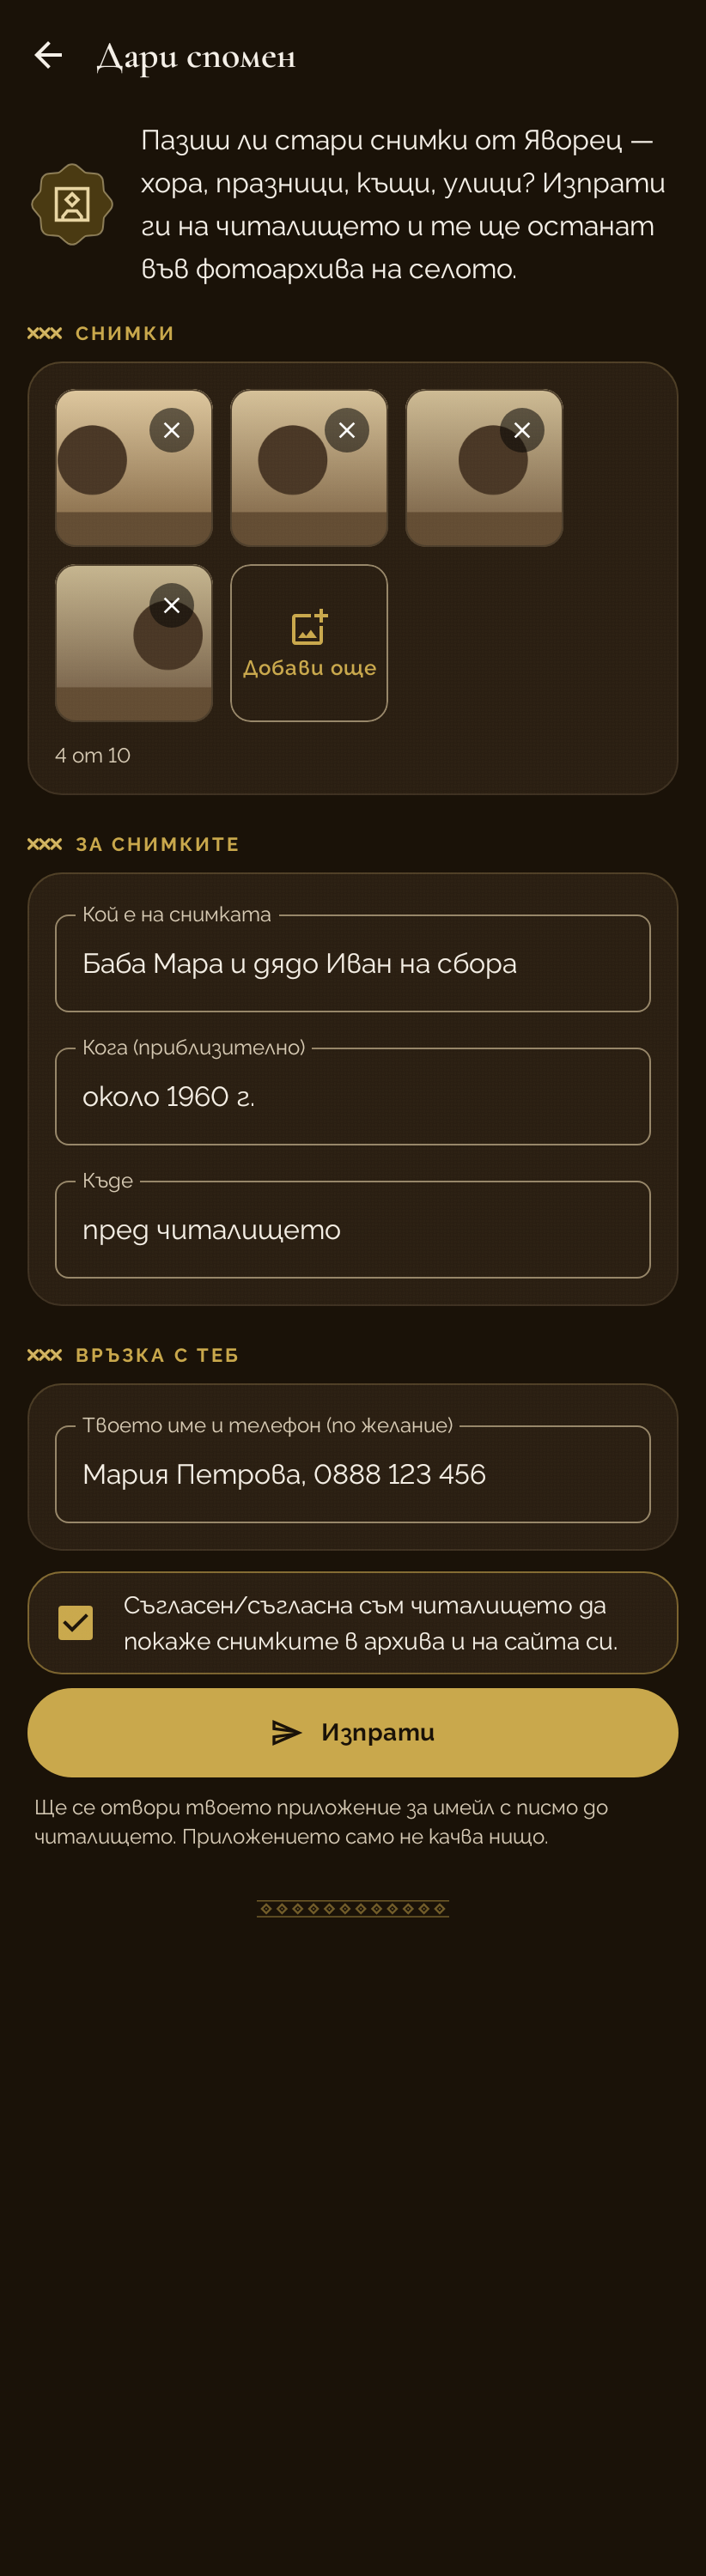 Дари спомен
Пазиш ли стари снимки от Яворец —
хора, празници, къщи, улици? Изпрати
ги на читалището и те ще останат
във фотоархива на селото.
СНИМКИ
Добави още
4 от 10
ЗА СНИМКИТЕ
Кой е на снимката
Баба Мара и дядо Иван на сбора
Кога (приблизително)
около 1960 г.
Къде
пред читалището
ВРЪЗКА С ТЕБ
Твоето име и телефон (по желание)
Мария Петрова, 0888 123 456
Съгласен/съгласна съм читалището да
покаже снимките в архива и на сайта си.
Изпрати
Ще се отвори твоето приложение за имейл с писмо до
читалището. Приложението само не качва нищо.